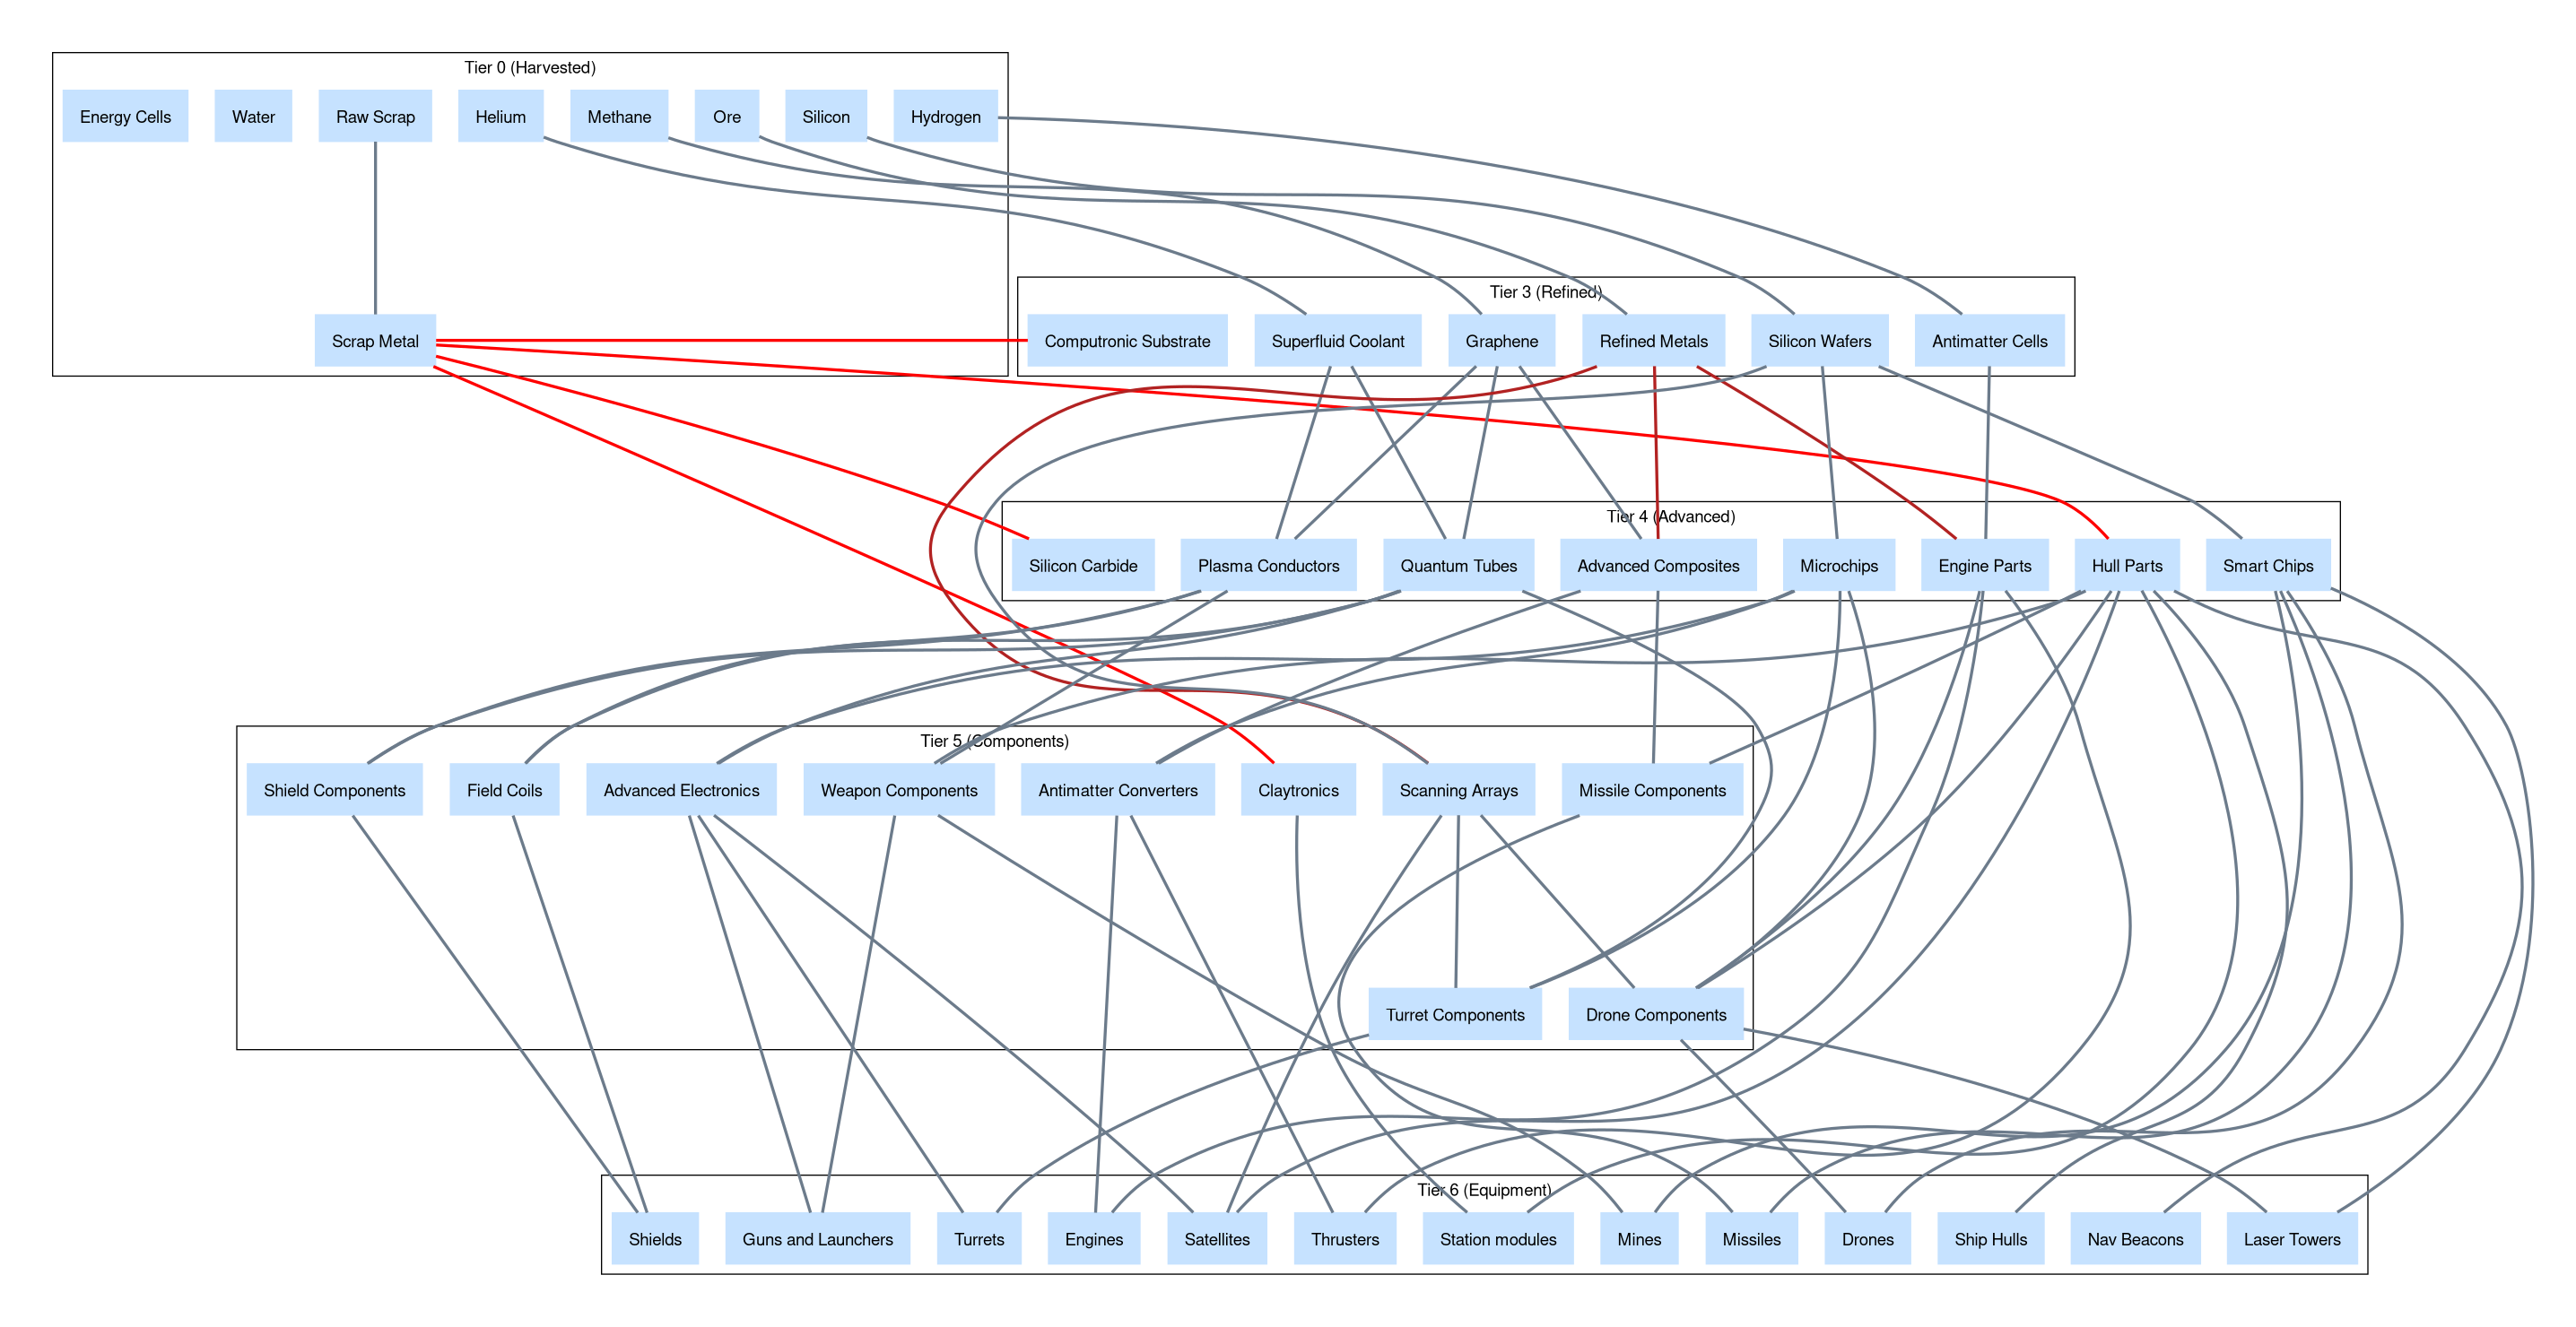 Tier 0 (Harvested)
Energy Cells
Water
Raw Scrap
Helium
Methane
Ore
Silicon
Hydrogen
Tier 3 (Refined)
Scrap Metal
Computronic Substrate
Superfluid Coolant
Graphene
Refined Metals
Silicon Wafers
Antimatter Cells
Tier 4 (Advanced)
Silicon Carbide
Plasma Conductors
Quantum Tubes
Advanced Composites
Microchips
Engine Parts
Hull Parts
Smart Chips
Tier 5 (Components)
Shield Components
Field Coils
Advanced Electronics
Weapon Components
Antimatter Converters
Claytronics
Scanning Arrays
Missile Components
Turret Components
Drone Components
Tier 6 (Equipment)
Shields
Guns and Launchers
Turrets
Engines
Satellites
Thrusters
Station modules
Mines
Missiles
Drones
Ship Hulls
Nav Beacons
Laser Towers